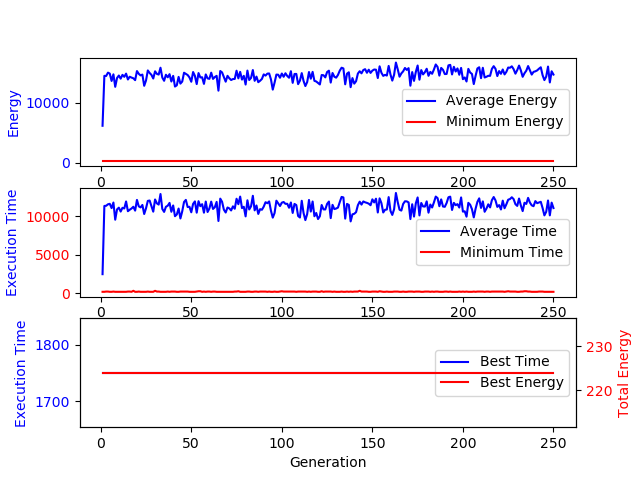 Energy
10000
0
Average Energy
Minimum Energy
0 50 100 150 200 250
Execution Time
10000
5000
0
Average Time
Minimum Time
0 50 100 150 200 250
Execution Time
1800
1700
Best Time
Best Energy
230
220
Total Energy
0 50 100 150 200 250
Generation